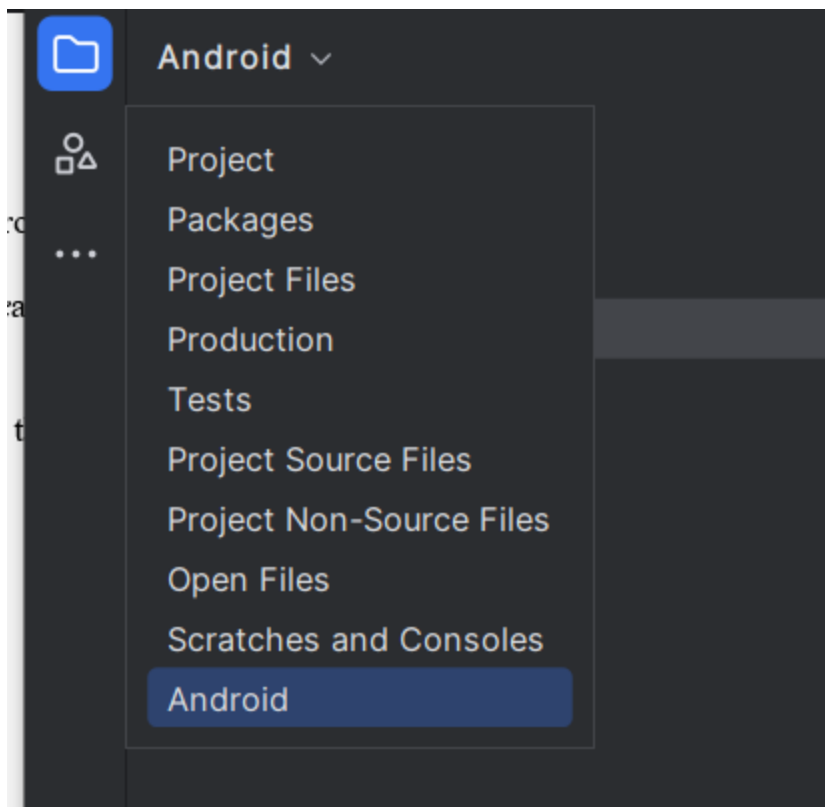 Android
Project
Packages
Project Files
Production
Tests
Project Source Files
Project Non-Source Files
Open Files
Scratches and Consoles
Android